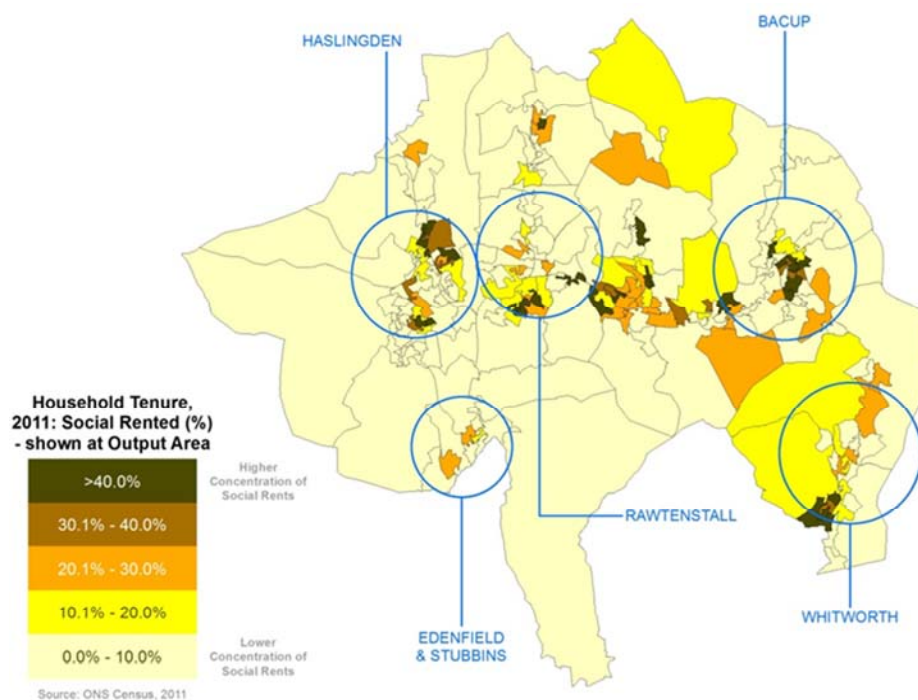 HASLINGDEN
BACUP
Household Tenure,
2011: Social Rented (%)
- shown at Output Area
>40.0%
Higher
Concentration of
Social Rents
30.1% - 40.0%
20.1% - 30.0%
10.1% - 20.0%
0.0% - 10.0%
Lower
Concentration of
Social Rents
Source: ONS Census, 2011
RAWTENSTALL
EDENFIELD
& STUBBINS
WHITWORTH